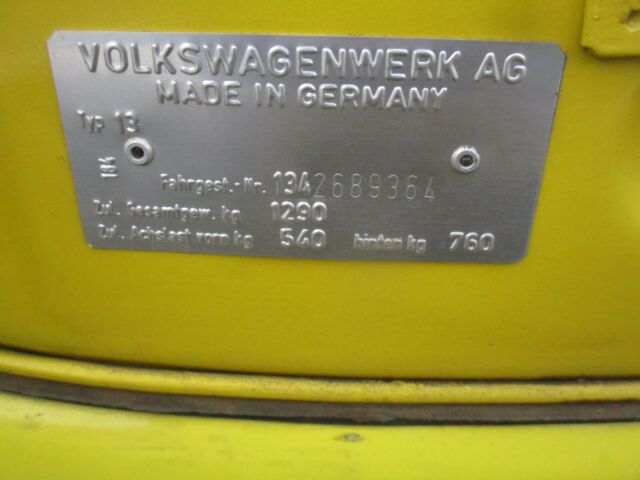 VOLKSWAGENWERK AG
MADE IN GERMANY
Typ 13
184
Fahrgest.-Nr. 1342689364
Zul. Gesamtgew. kg 1290
Zul. Achslast vorn kg 540 hinten kg 760